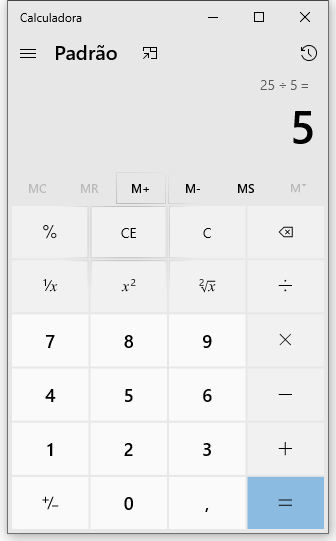 Calculadora
Padrão
25 ÷ 5 =
5
MC MR M+ M- MS M˅
% CE C
¹/x x² ²√x ÷
7 8 9 ×
4 5 6 −
1 2 3 +
+/− 0 , =